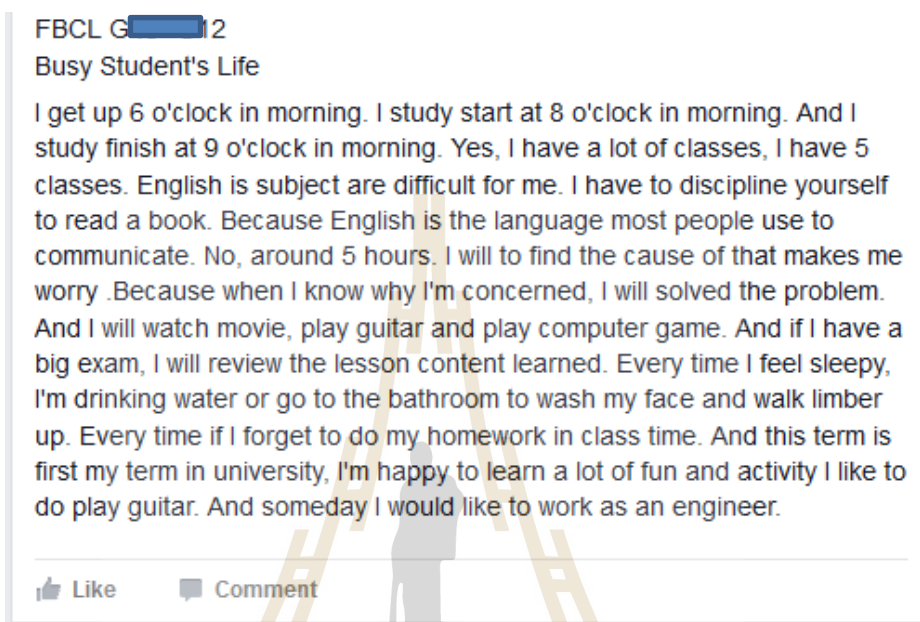 FBCL G 12
Busy Student's Life
I get up 6 o'clock in morning. I study start at 8 o'clock in morning. And I
study finish at 9 o'clock in morning. Yes, I have a lot of classes, I have 5
classes. English is subject are difficult for me. I have to discipline yourself
to read a book. Because English is the language most people use to
communicate. No, around 5 hours. I will to find the cause of that makes me
worry .Because when I know why I'm concerned, I will solved the problem.
And I will watch movie, play guitar and play computer game. And if I have a
big exam, I will review the lesson content learned. Every time I feel sleepy,
I'm drinking water or go to the bathroom to wash my face and walk limber
up. Every time if I forget to do my homework in class time. And this term is
first my term in university, I'm happy to learn a lot of fun and activity I like to
do play guitar. And someday I would like to work as an engineer.
Like Comment